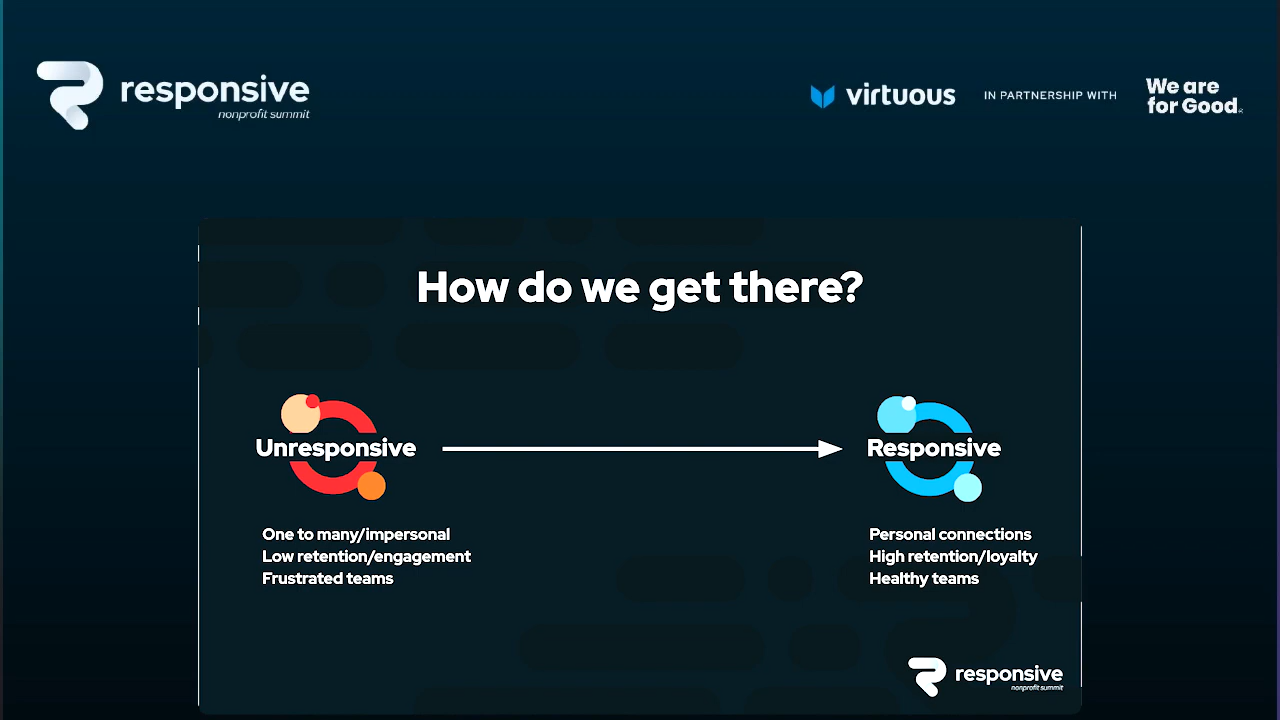 responsive
nonprofit summit
virtuous
IN PARTNERSHIP WITH
We are
for Good.
How do we get there?
Unresponsive
Responsive
One to many/impersonal
Low retention/engagement
Frustrated teams
Personal connections
High retention/loyalty
Healthy teams
responsive
nonprofit summit